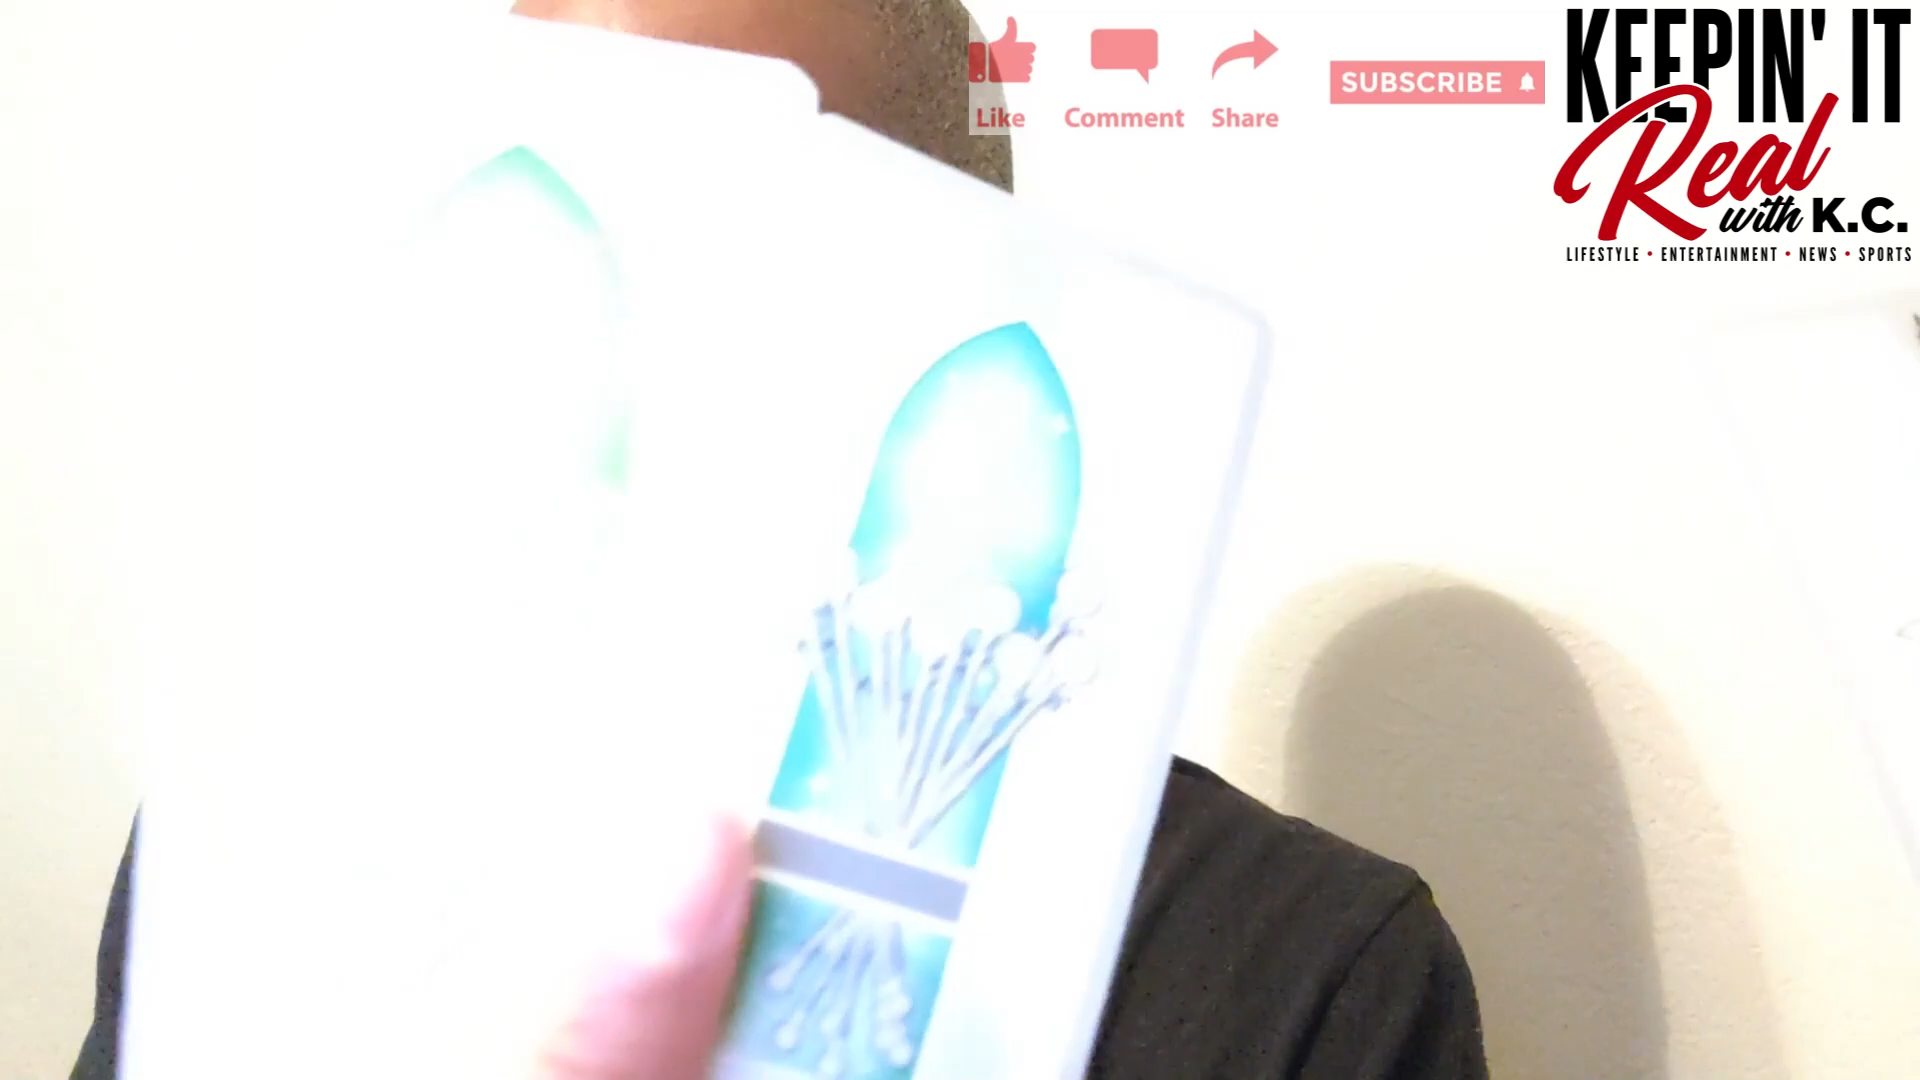 Like
Comment
Share
SUBSCRIBE
KEEPIN' IT
Real
with K.C.
LIFESTYLE • ENTERTAINMENT • NEWS • SPORTS